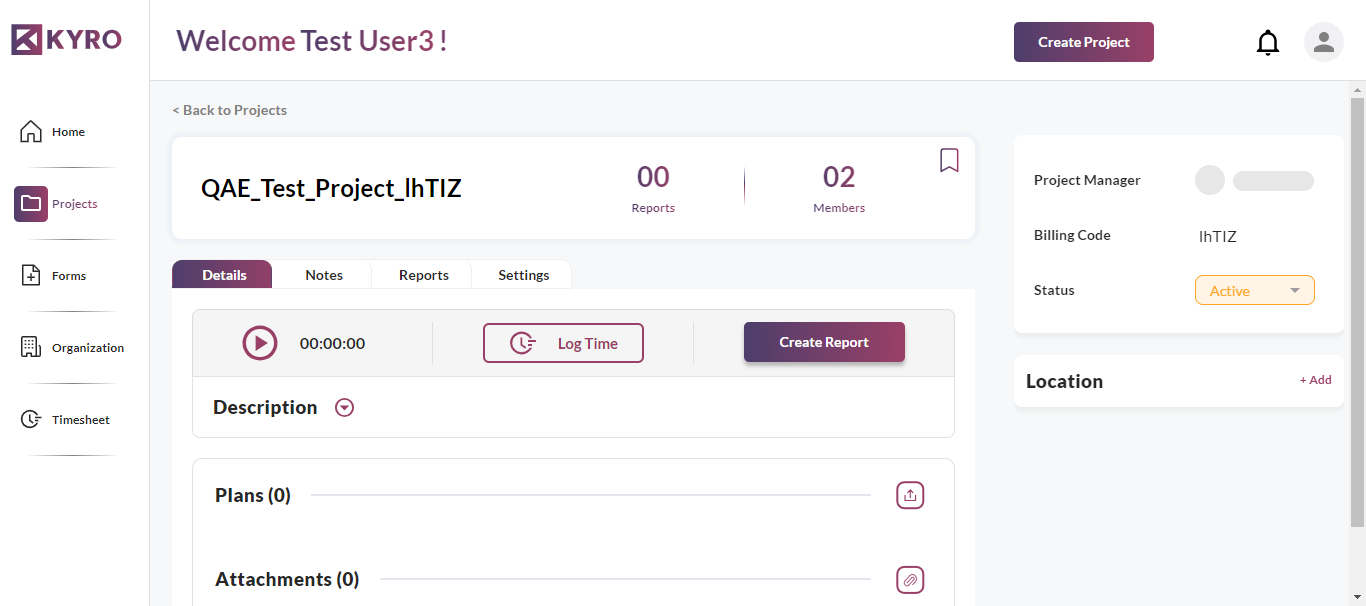 KYRO
Welcome Test User3 !
Create Project
Home
Projects
Forms
Organization
Timesheet
< Back to Projects
QAE_Test_Project_lhTIZ
00
Reports
02
Members
Details
Notes
Reports
Settings
00:00:00
Log Time
Create Report
Description
Plans (0)
Attachments (0)
Project Manager
Billing Code
lhTIZ
Status
Active
Location
+ Add